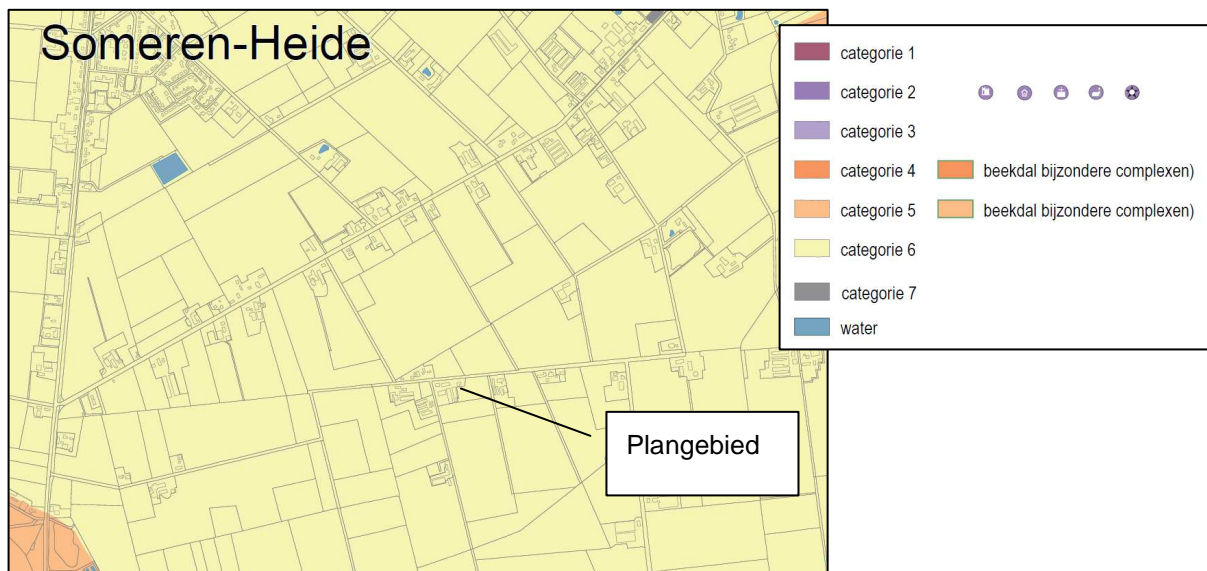 Someren-Heide
categorie 1
categorie 2
categorie 3
categorie 4
beekdal bijzondere complexen)
categorie 5
beekdal bijzondere complexen)
categorie 6
categorie 7
water
Plangebied